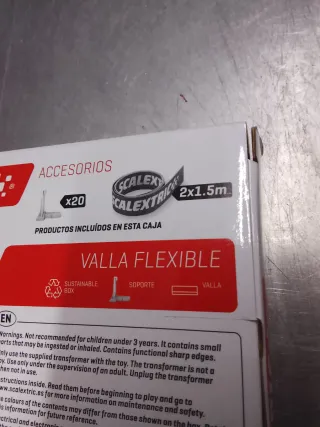 ACCESORIOS
x20
SCALEXT
CALEXTRIC
2x1.5m
PRODUCTOS INCLUÍDOS EN ESTA CAJA
VALLA FLEXIBLE
SUSTAINABLE BOX
SOPORTE
VALLA
EN
Warnings. Not recommended for children under 3 years. It contains small
parts that may be ingested or inhaled. Contains functional sharp edges.
Only use the supplied transformer with the toy. The transformer is not a
toy. Use only under the supervision of an adult. Unplug the transformer
when not in use.
Instructions inside. Read them before beginning to play and go to
www.scalextric.es for more information on maintenance and safety.
The colours of the contents may differ from those shown on the box.
this information for future reference.